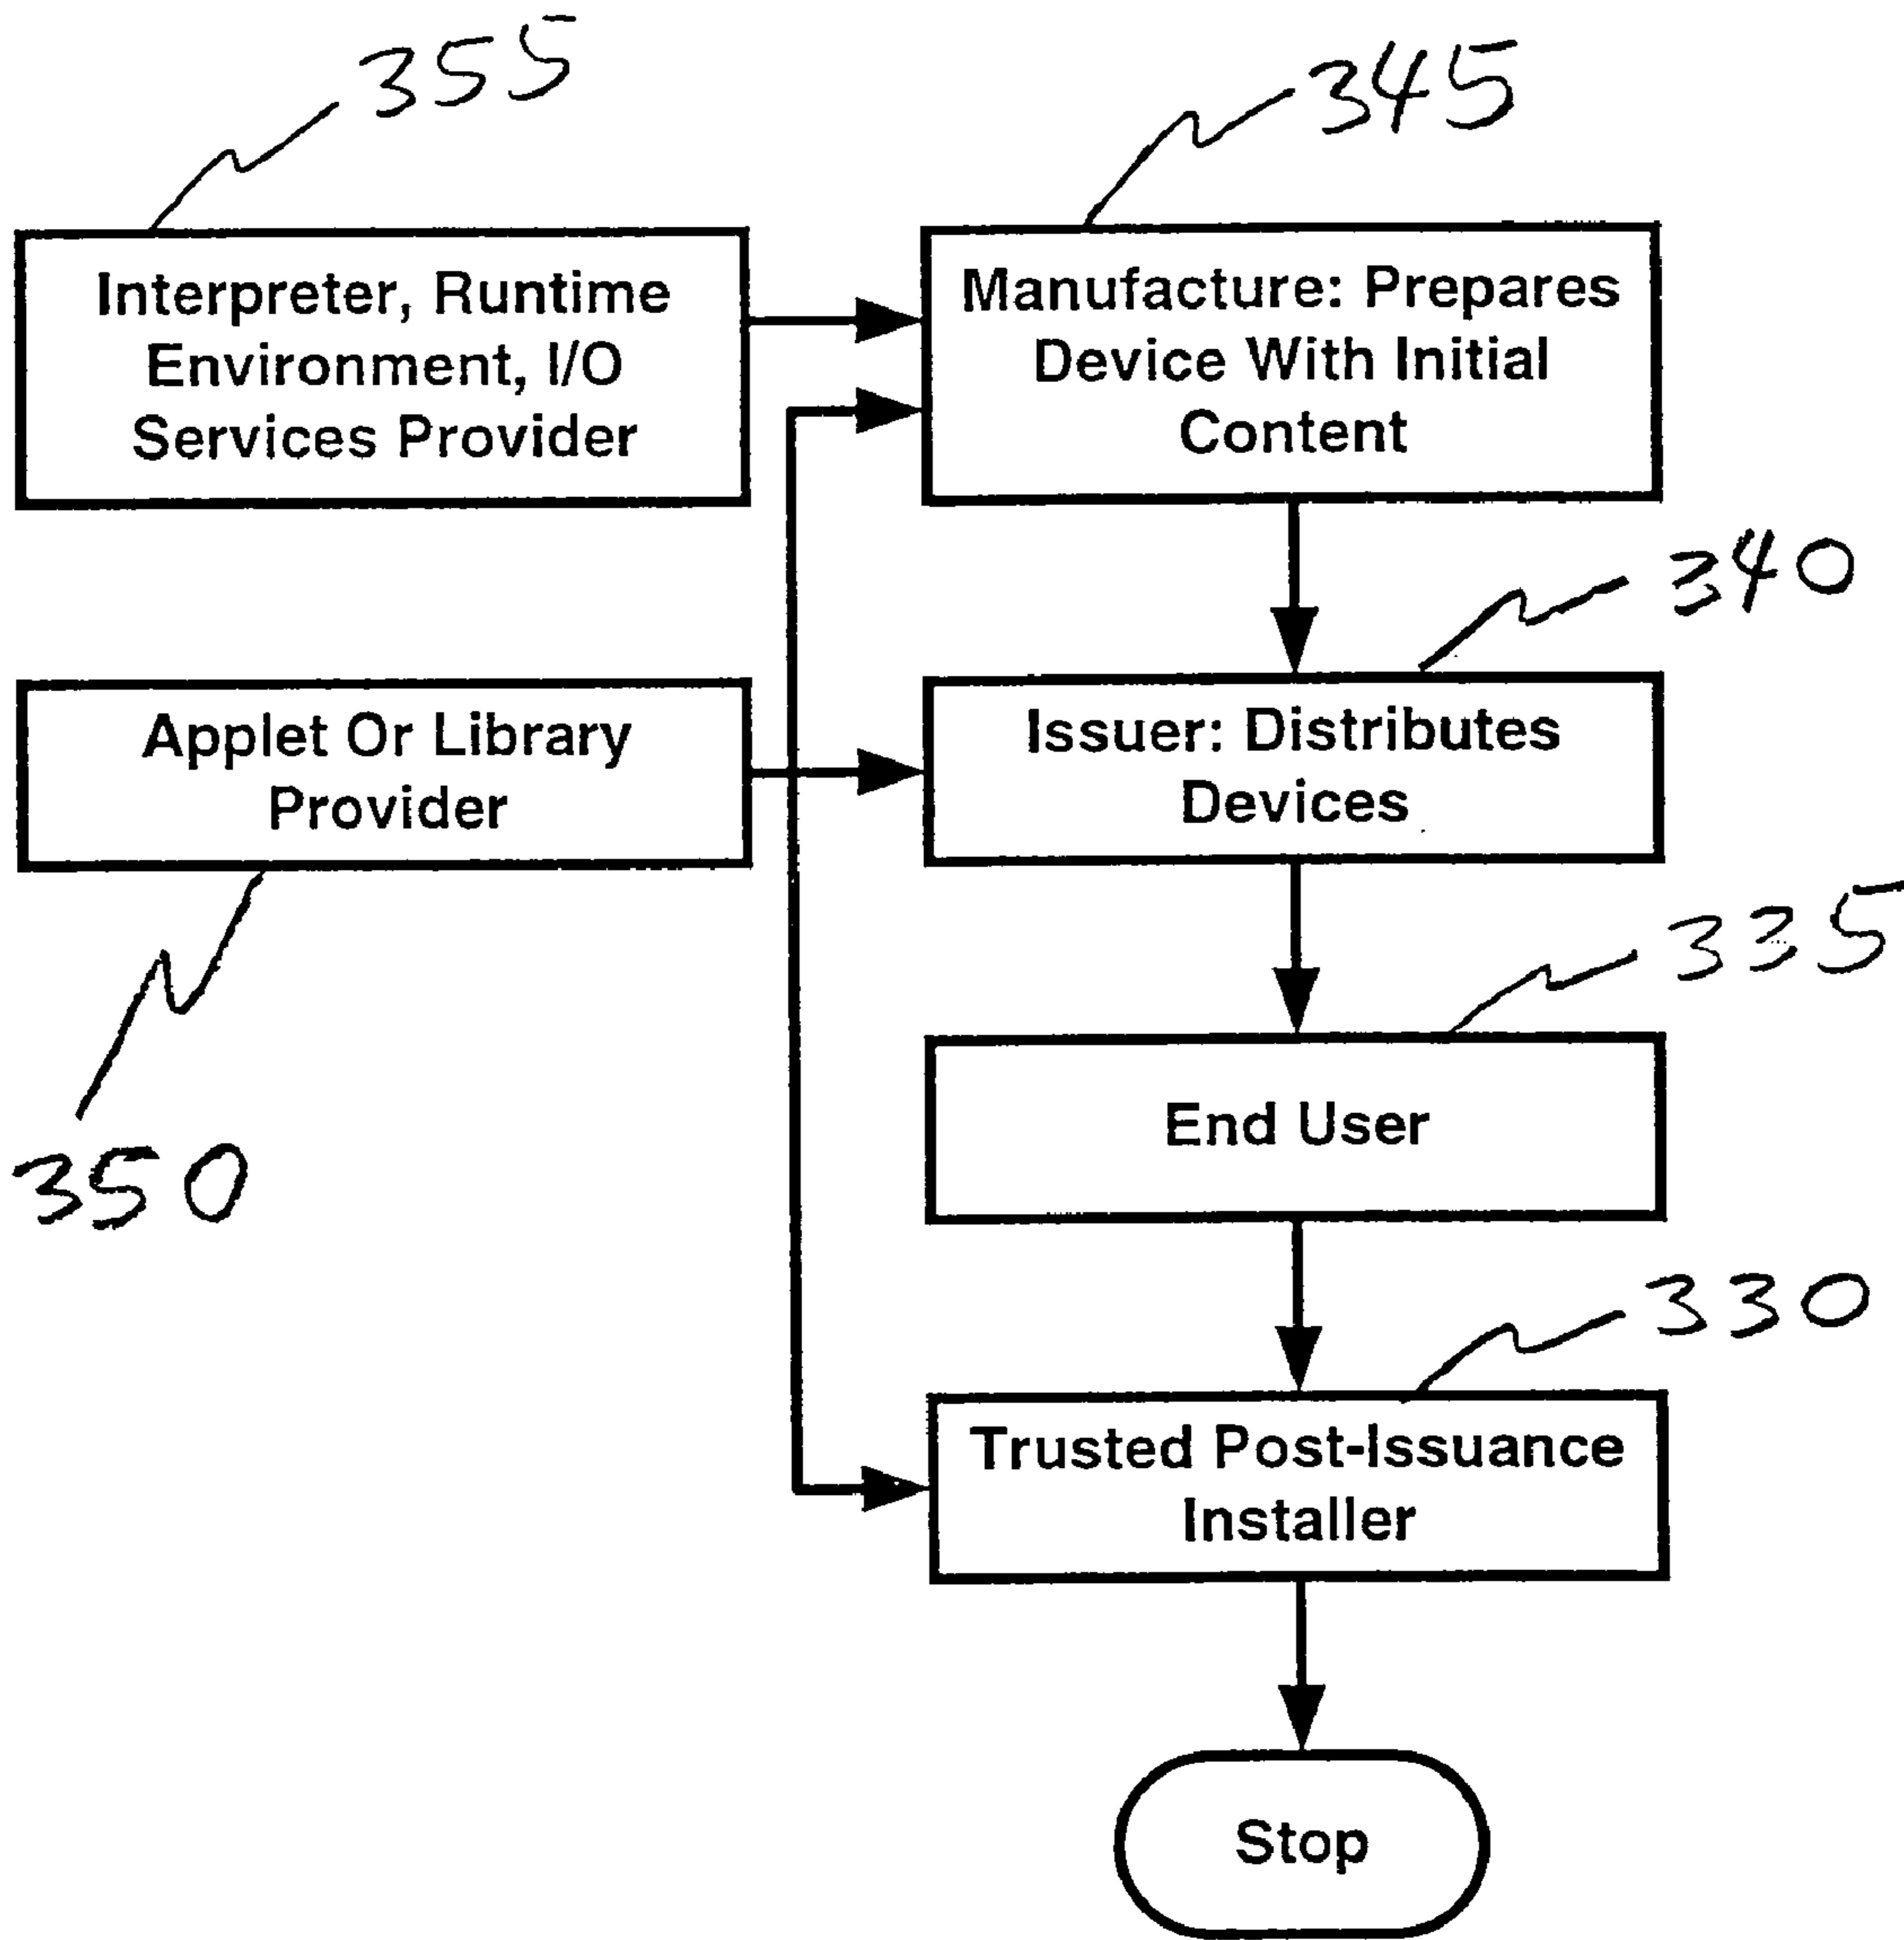 355
345
Interpreter, Runtime
Environment, I/O
Services Provider
Manufacture: Prepares
Device With Initial
Content
340
Applet Or Library
Provider
Issuer: Distributes
Devices
335
350
End User
330
Trusted Post-Issuance
Installer
Stop